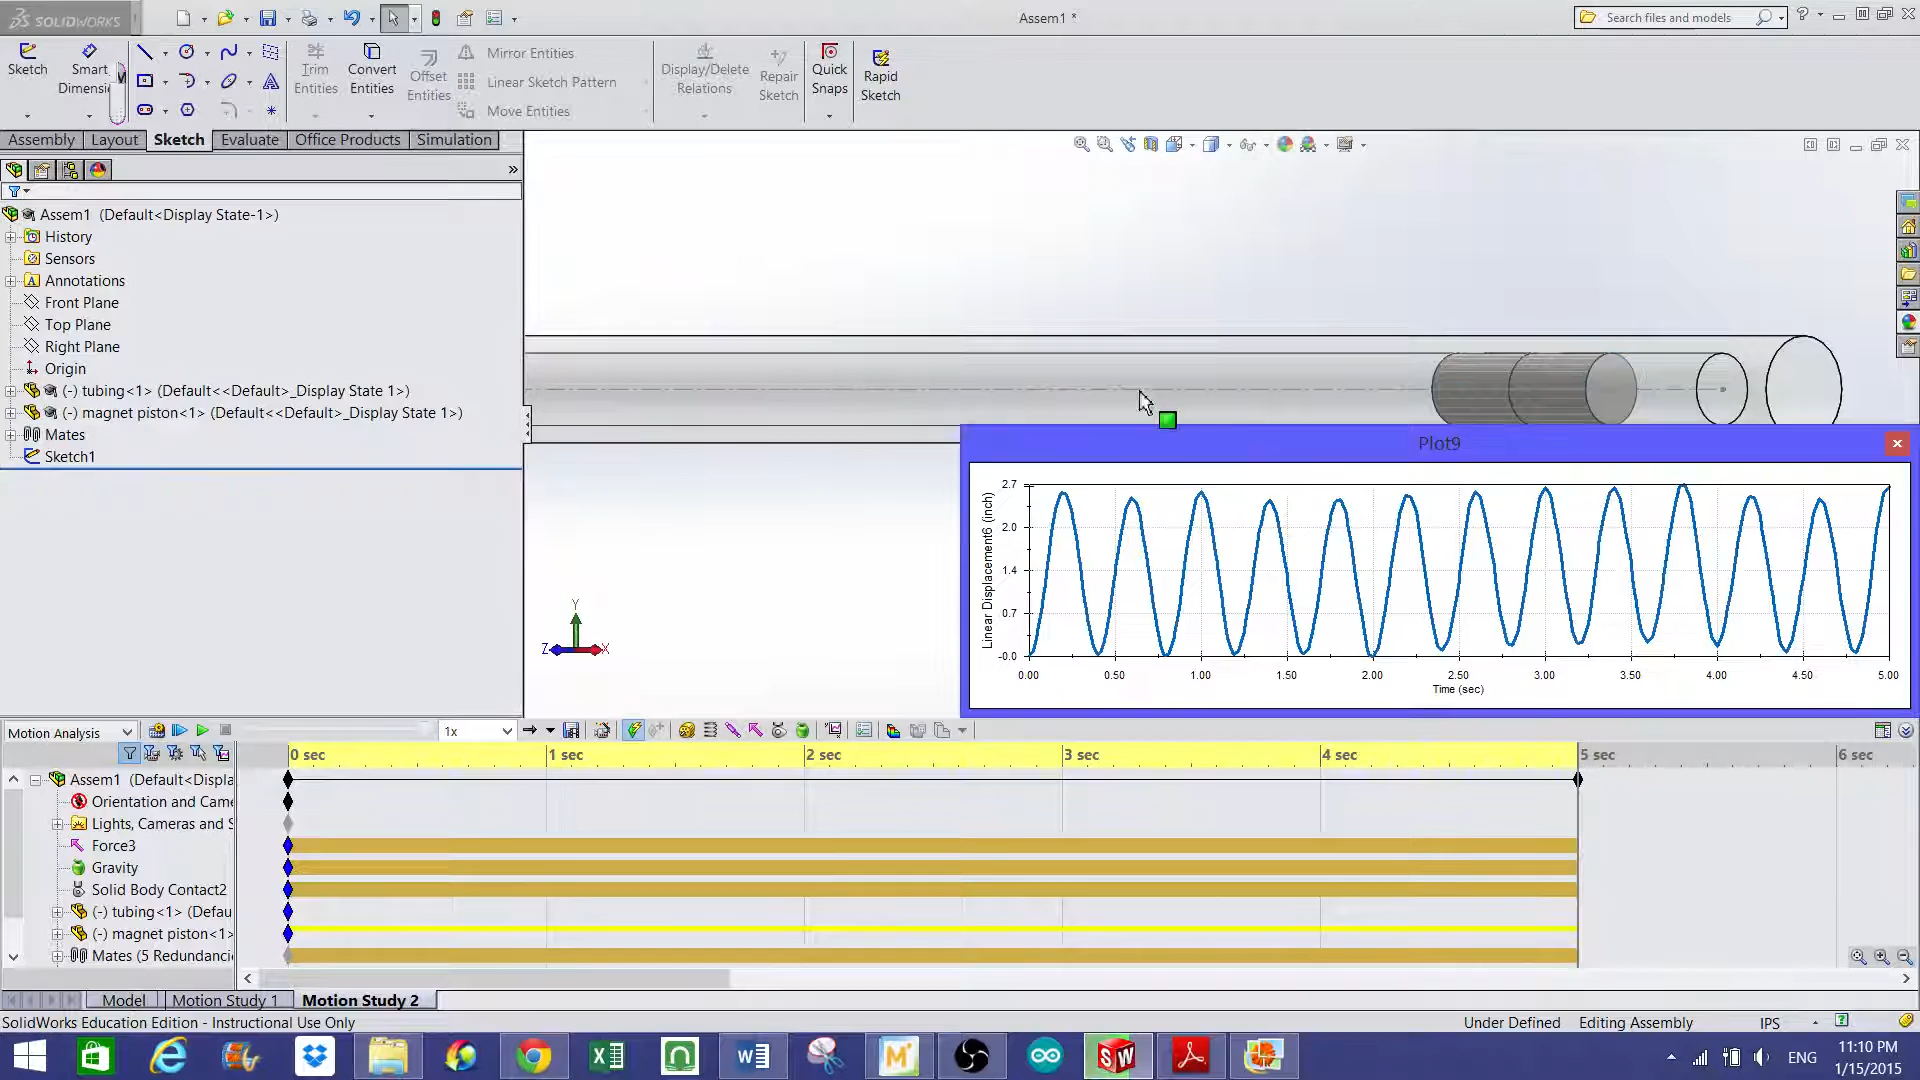 SOLIDWORKS
Assem1 *
Search files and models
Sketch
Smart
Dimensi
Trim
Entities
Convert
Entities
Offset
Entities
Mirror Entities
Linear Sketch Pattern
Move Entities
Display/Delete
Relations
Repair
Sketch
Quick
Snaps
Rapid
Sketch
Assembly
Layout
Sketch
Evaluate
Office Products
Simulation
Assem1 (Default<Display State-1>)
History
Sensors
Annotations
Front Plane
Top Plane
Right Plane
Origin
(-) tubing<1> (Default<<Default>_Display State 1>)
(-) magnet piston<1> (Default<<Default>_Display State 1>)
Mates
Sketch1
Y
Z
X
Plot9
Linear Displacement6 (inch)
2.7
2.0
1.4
0.7
-0.0
0.00 0.50 1.00 1.50 2.00 2.50 3.00 3.50 4.00 4.50 5.00
Time (sec)
Motion Analysis
1x
0 sec 1 sec 2 sec 3 sec 4 sec 5 sec 6 sec
Assem1 (Default<Displa
Orientation and Came
Lights, Cameras and S
Force3
Gravity
Solid Body Contact2
(-) tubing<1> (Defau
(-) magnet piston<1>
Mates (5 Redundanci
Model
Motion Study 1
Motion Study 2
SolidWorks Education Edition - Instructional Use Only
Under Defined
Editing Assembly
IPS
ENG
11:10 PM
1/15/2015